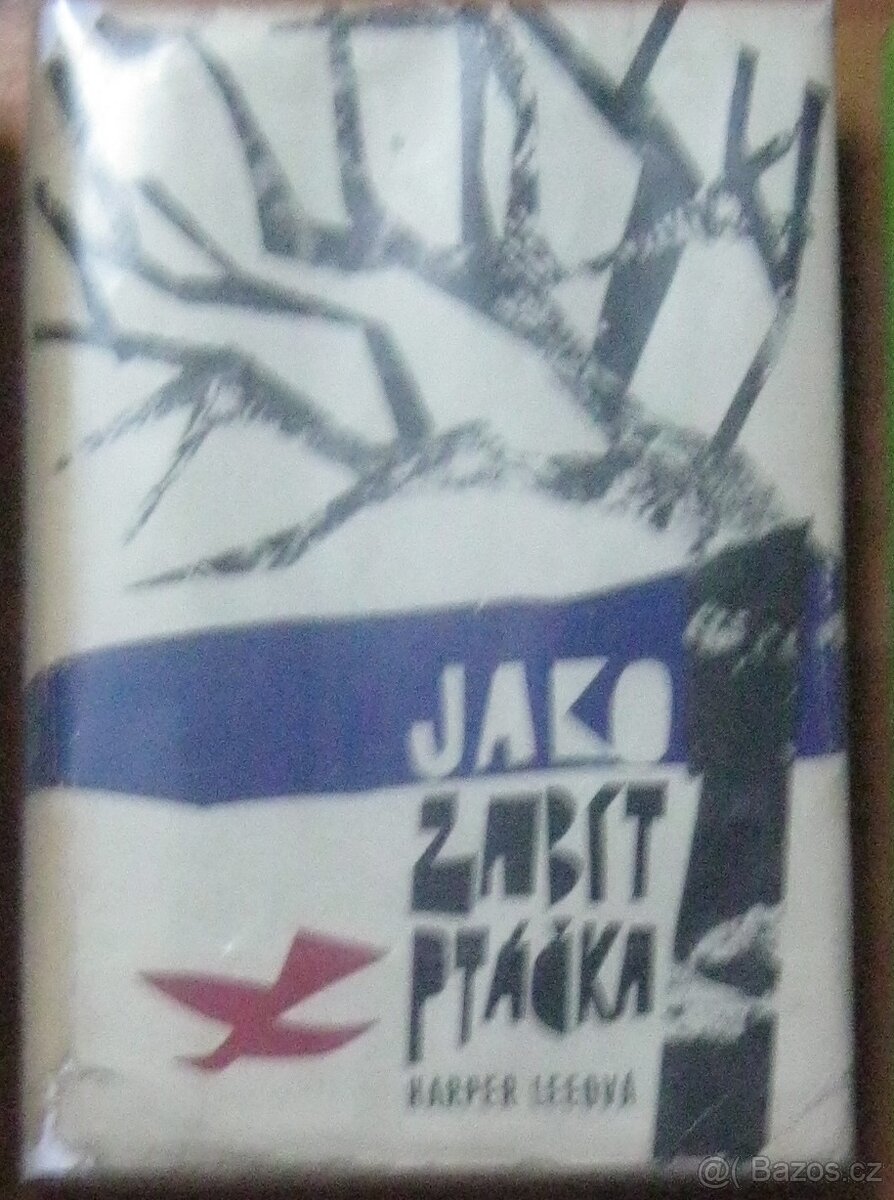 JAKO
ZABÍT
PTÁČKA
HARPER LEEOVÁ
@( Bazos.cz